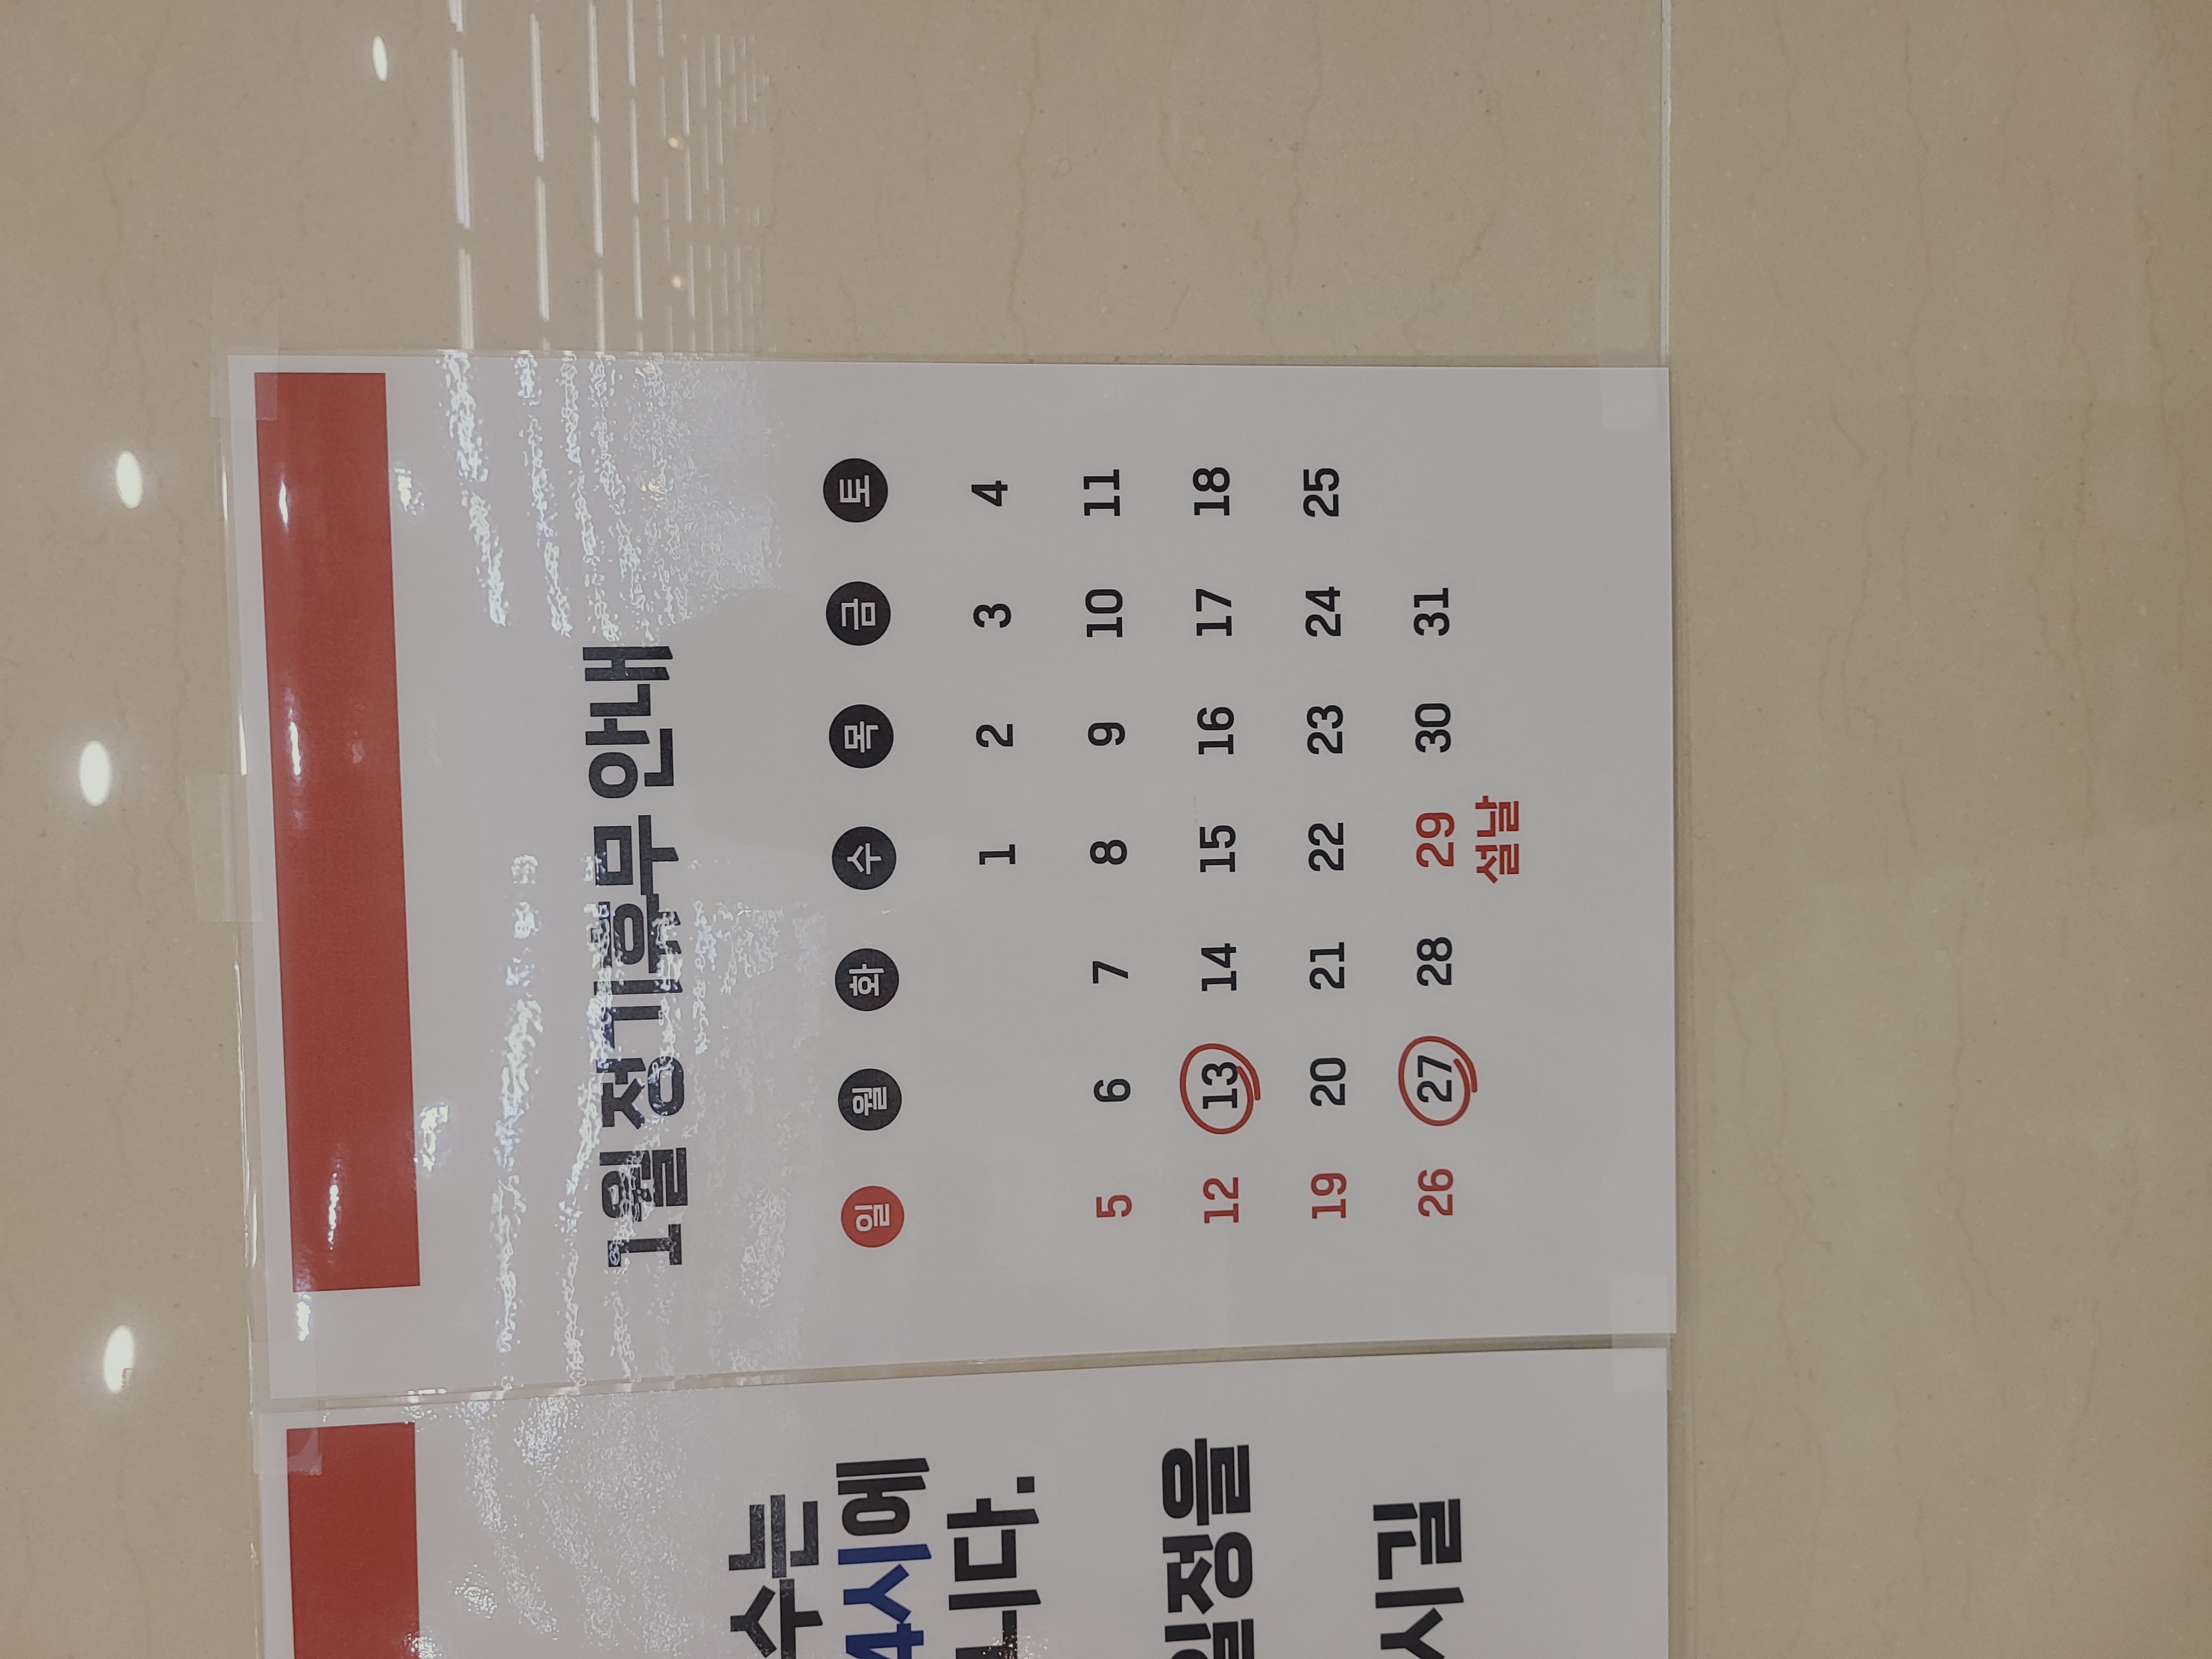 1월 정기휴무 안내
일 월 화 수 목 금 토
1 2 3 4
5 6 7 8 9 10 11
12 13 14 15 16 17 18
19 20 21 22 23 24 25
26 27 28 29 30 31
설날
수는
4시에
니다.
일정을
시길